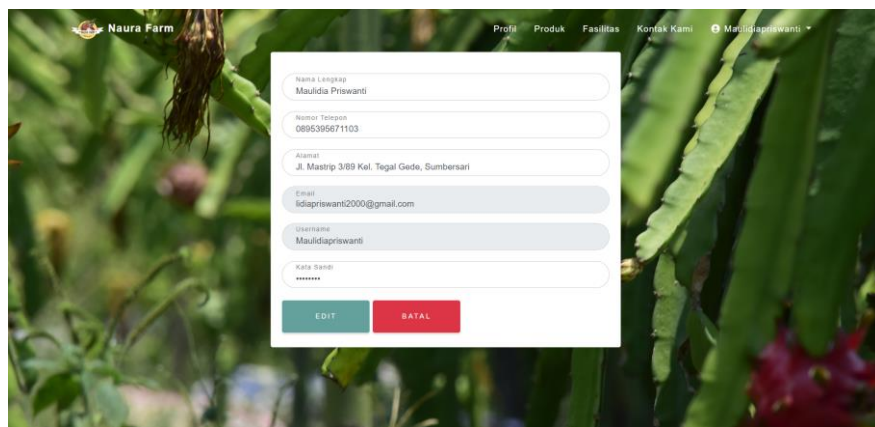 Naura Farm
Profil Produk Fasilitas Kontak Kami Maulidiapriswanti
Nama Lengkap
Maulidia Priswanti
Nomor Telepon
0895395671103
Alamat
Jl. Mastrip 3/89 Kel. Tegal Gede, Sumbersari
Email
lidiapriswanti2000@gmail.com
Username
Maulidiapriswanti
Kata Sandi
••••••••
EDIT BATAL